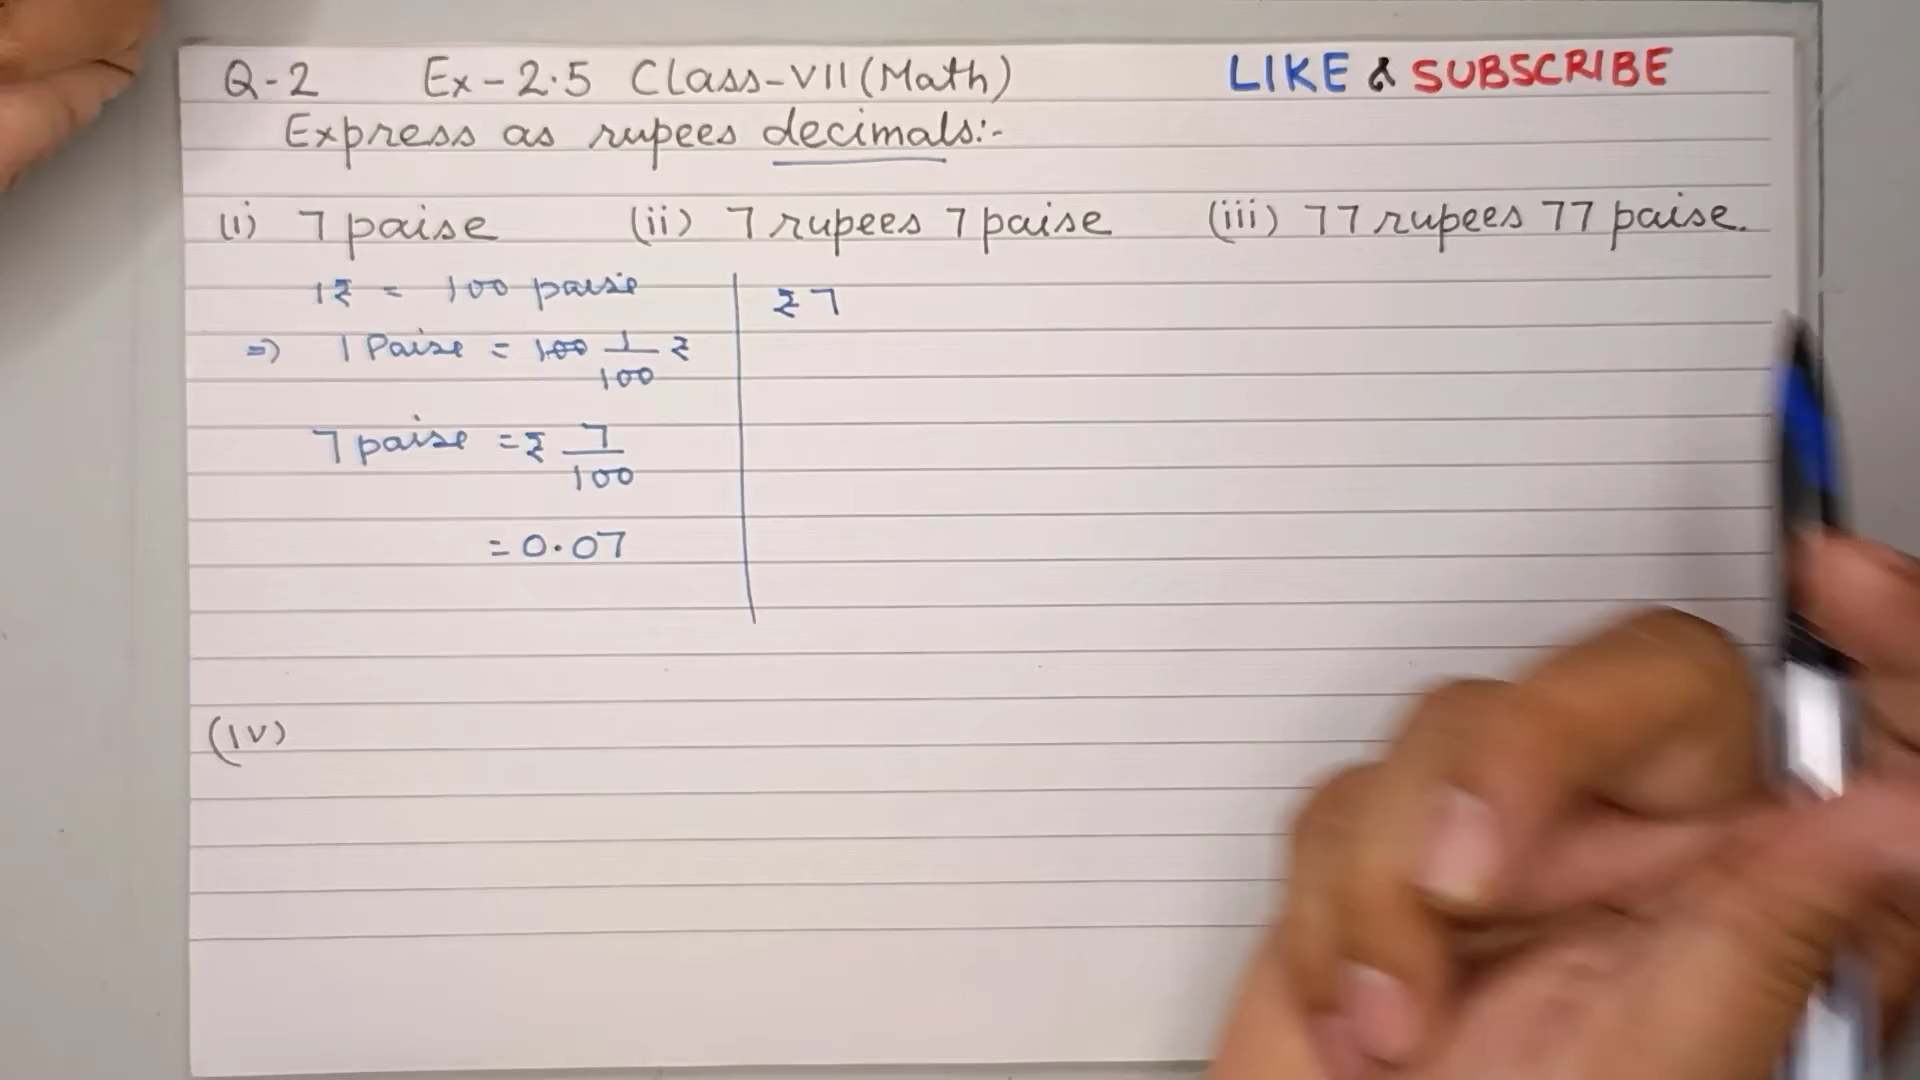 Q-2 Ex-2.5 Class-VII (Math) LIKE & SUBSCRIBE
Express as rupees decimals:-
(i) 7 paise (ii) 7 rupees 7 paise (iii) 77 rupees 77 paise.
1₹ = 100 paise
₹7
⇒ 1 Paise = 100 1/100 ₹
7 paise = ₹ 7/100
= 0.07
(iv)